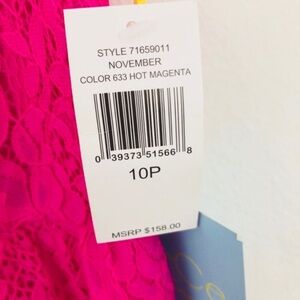 STYLE 71659011
NOVEMBER
COLOR 633 HOT MAGENTA
0 39373 51566 8
10P
MSRP $158.00